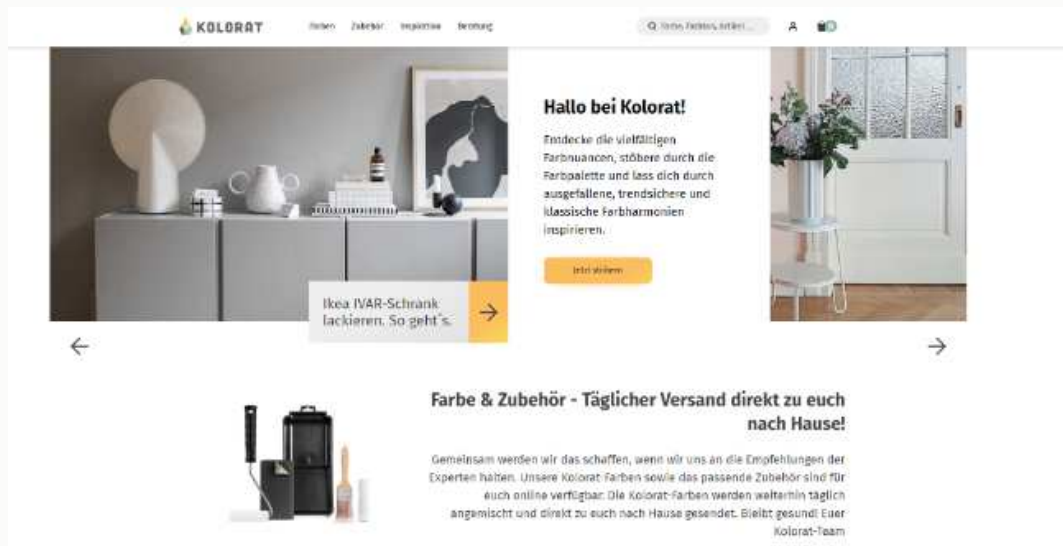 KOLORAT
Farben Zubehör Inspiration Beratung
Farbe, Farbton, Artikel ...
Hallo bei Kolorat!
Entdecke die vielfältigen
Farbnuancen, stöbere durch die
Farbpalette und lass dich durch
ausgefallene, trendsichere und
klassische Farbharmonien
inspirieren.
Jetzt stöbern
Ikea IVAR-Schrank
lackieren. So geht´s.
Farbe & Zubehör - Täglicher Versand direkt zu euch
nach Hause!
Gemeinsam werden wir das schaffen, wenn wir uns an die Empfehlungen der
Experten halten. Unsere Kolorat-Farben sowie das passende Zubehör sind für
euch online verfügbar. Die Kolorat-Farben werden weiterhin täglich
angemischt und direkt zu euch nach Hause gesendet. Bleibt gesund! Euer
Kolorat-Team